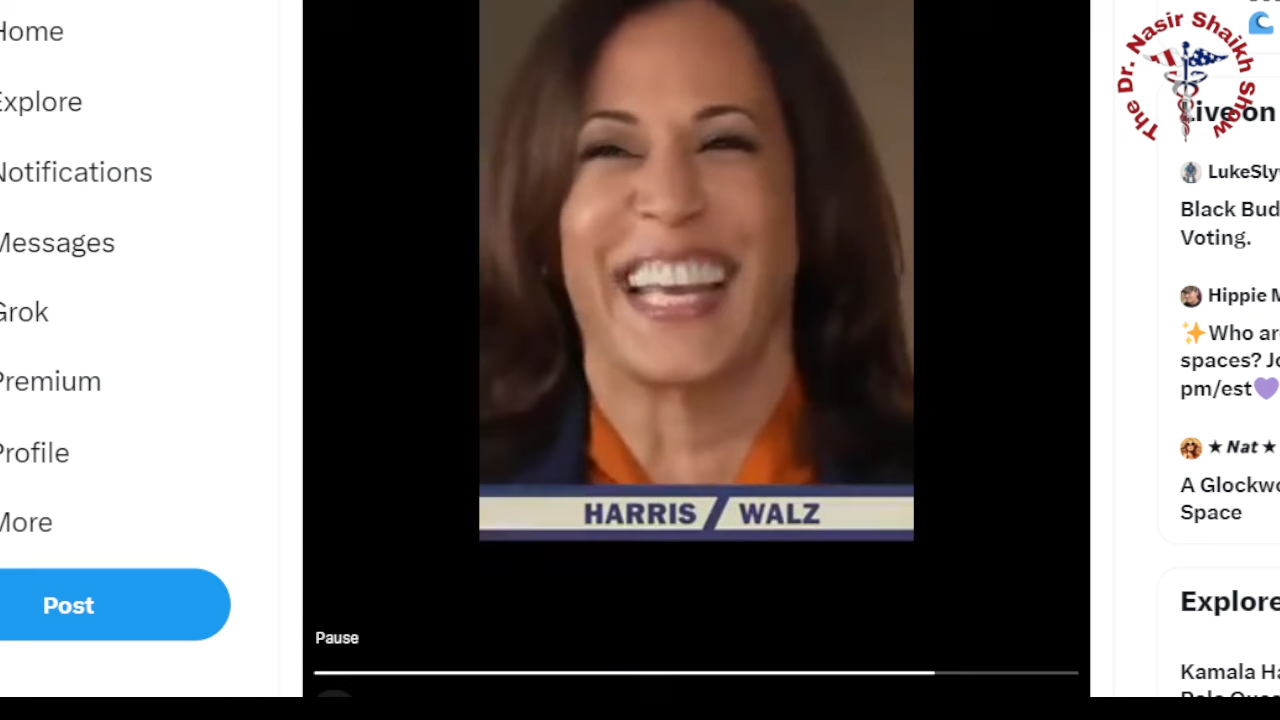 Home
Explore
Notifications
Messages
Grok
Premium
Profile
More
Post
HARRIS / WALZ
Pause
The Dr. Nasir Shaikh Show
Live on
LukeSly
Black Bud
Voting.
Hippie M
✨Who ar
spaces? Jo
pm/est💜
★ Nat ★
A Glockwo
Space
Explore
Kamala Ha